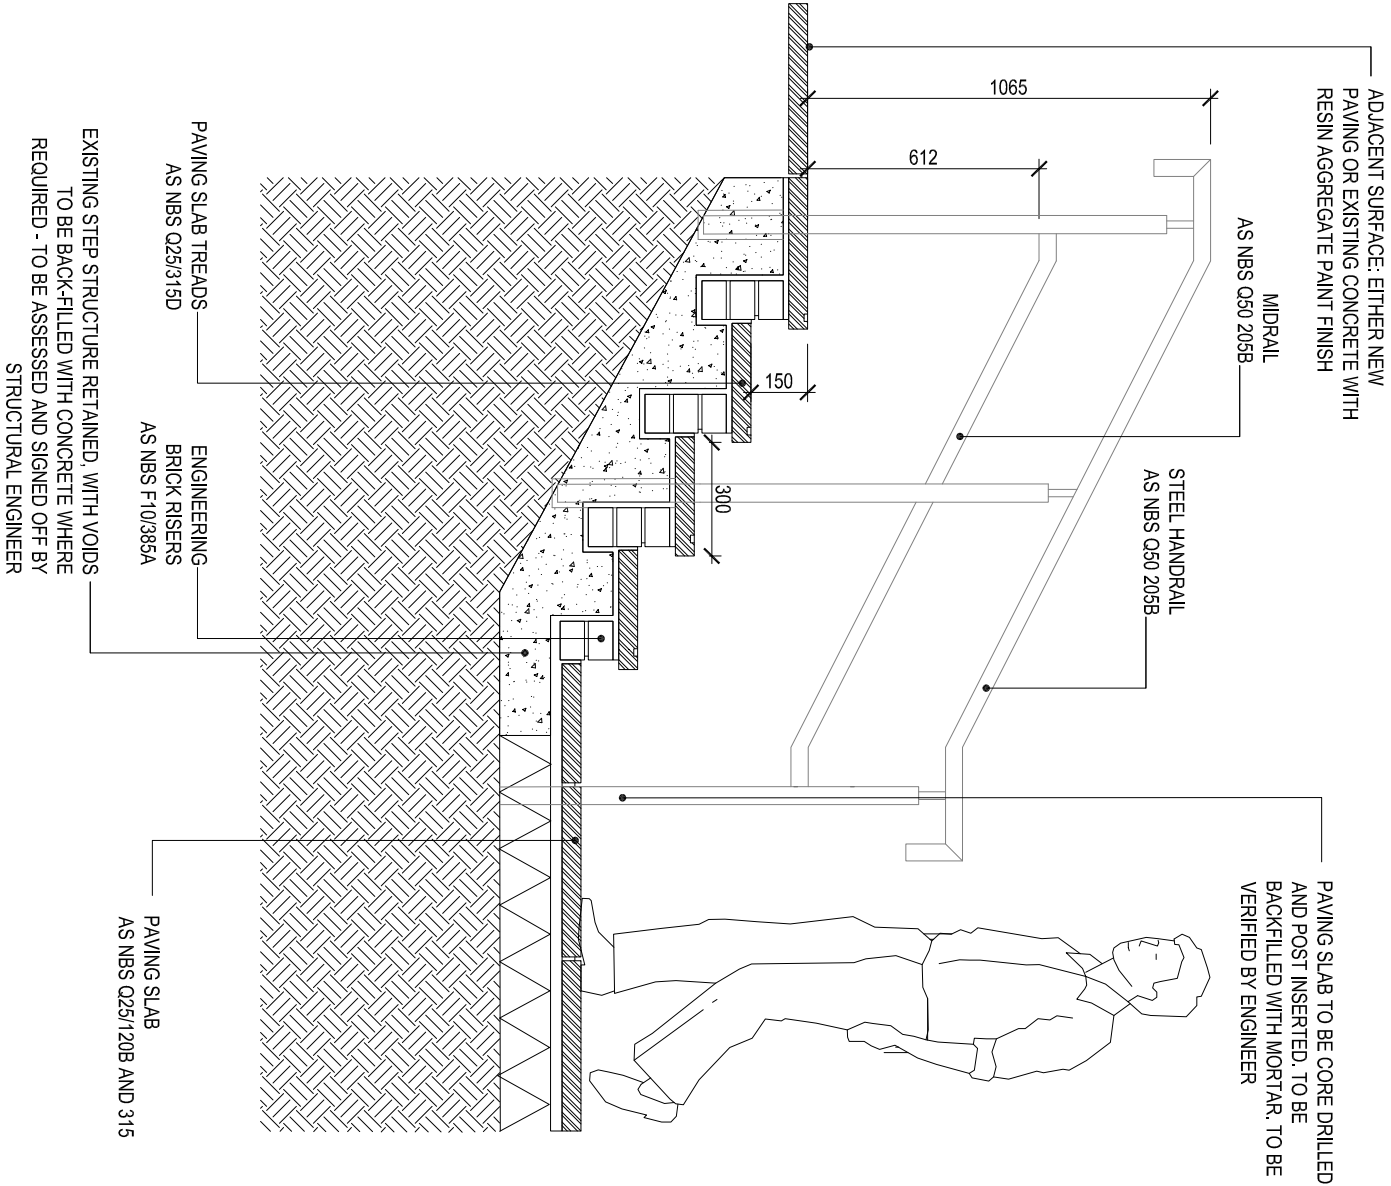 ADJACENT SURFACE: EITHER NEW
PAVING OR EXISTING CONCRETE WITH
RESIN AGGREGATE PAINT FINISH
1065
612
MIDRAIL
AS NBS Q50 205B
STEEL HANDRAIL
AS NBS Q50 205B
PAVING SLAB TO BE CORE DRILLED
AND POST INSERTED. TO BE
BACKFILLED WITH MORTAR. TO BE
VERIFIED BY ENGINEER
150
300
PAVING SLAB TREADS
AS NBS Q25/315D
ENGINEERING
BRICK RISERS
AS NBS F10/385A
EXISTING STEP STRUCTURE RETAINED, WITH VOIDS
TO BE BACK-FILLED WITH CONCRETE WHERE
REQUIRED - TO BE ASSESSED AND SIGNED OFF BY
STRUCTURAL ENGINEER
PAVING SLAB
AS NBS Q25/120B AND 315